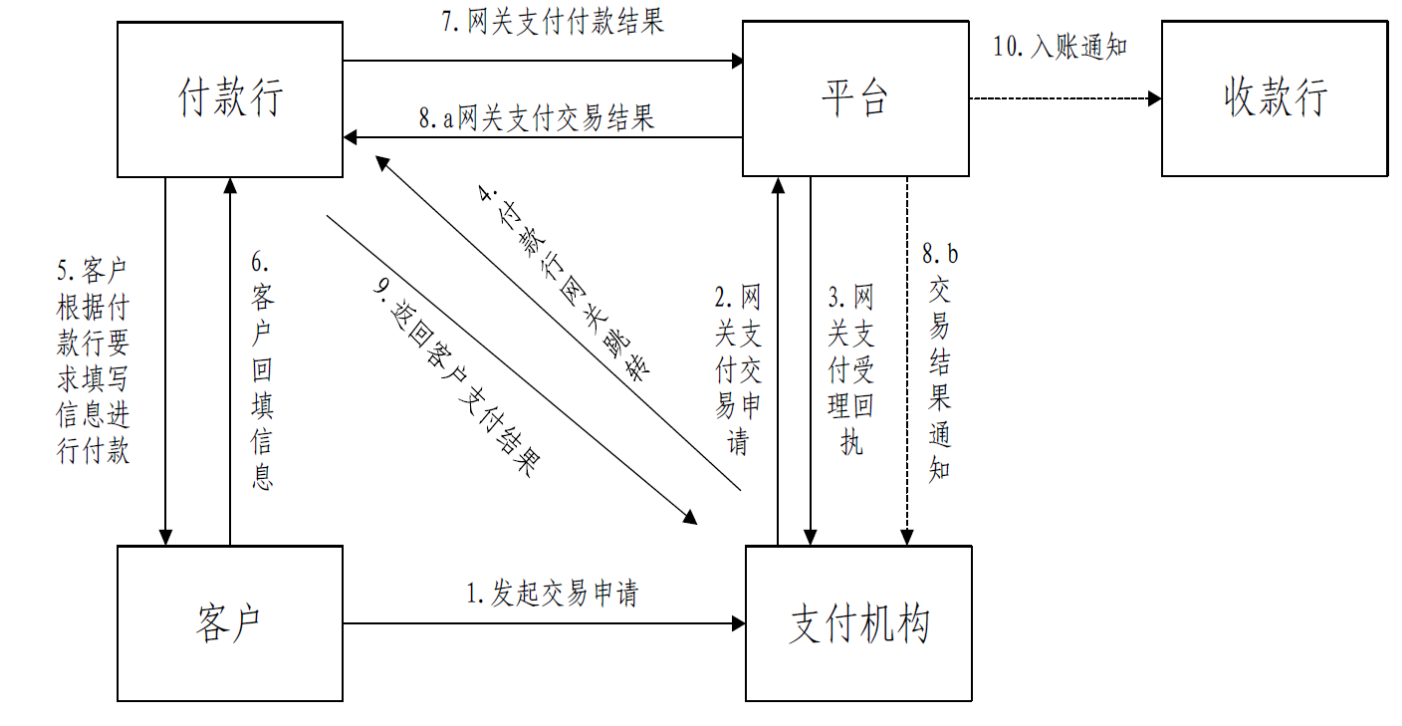 7.网关支付付款结果
10.入账通知
付款行
平台
收款行
8.a网关支付交易结果
4.付款行网关跳转
5.客户
根据付
款行要
求填写
信息进
行付款
6.
客
户
回
填
信
息
9.返回客户支付结果
2.网
关支
付交
易申
请
3.网
关支
付受
理回
执
8.b
交
易
结
果
通
知
1.发起交易申请
客户
支付机构